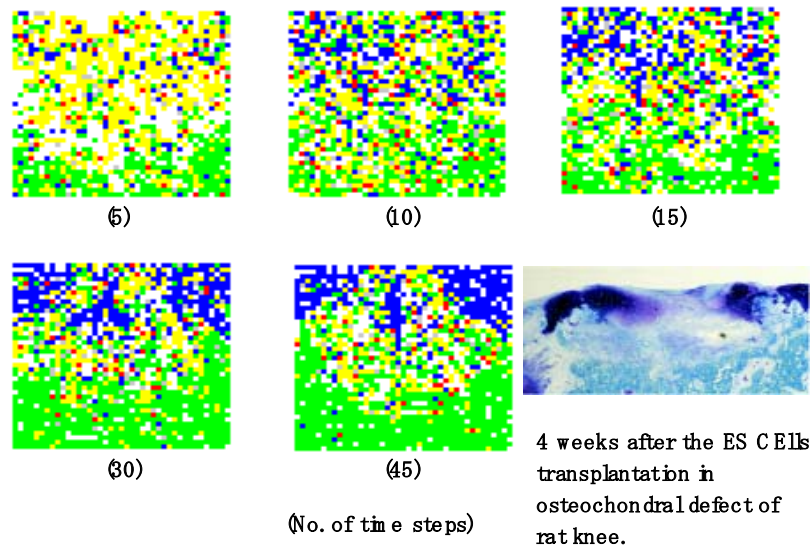 (5)
(10)
(15)
(30)
(45)
(No. of time steps)
4 weeks after the ES CElls
transplantation in
osteochondral defect of
rat knee.